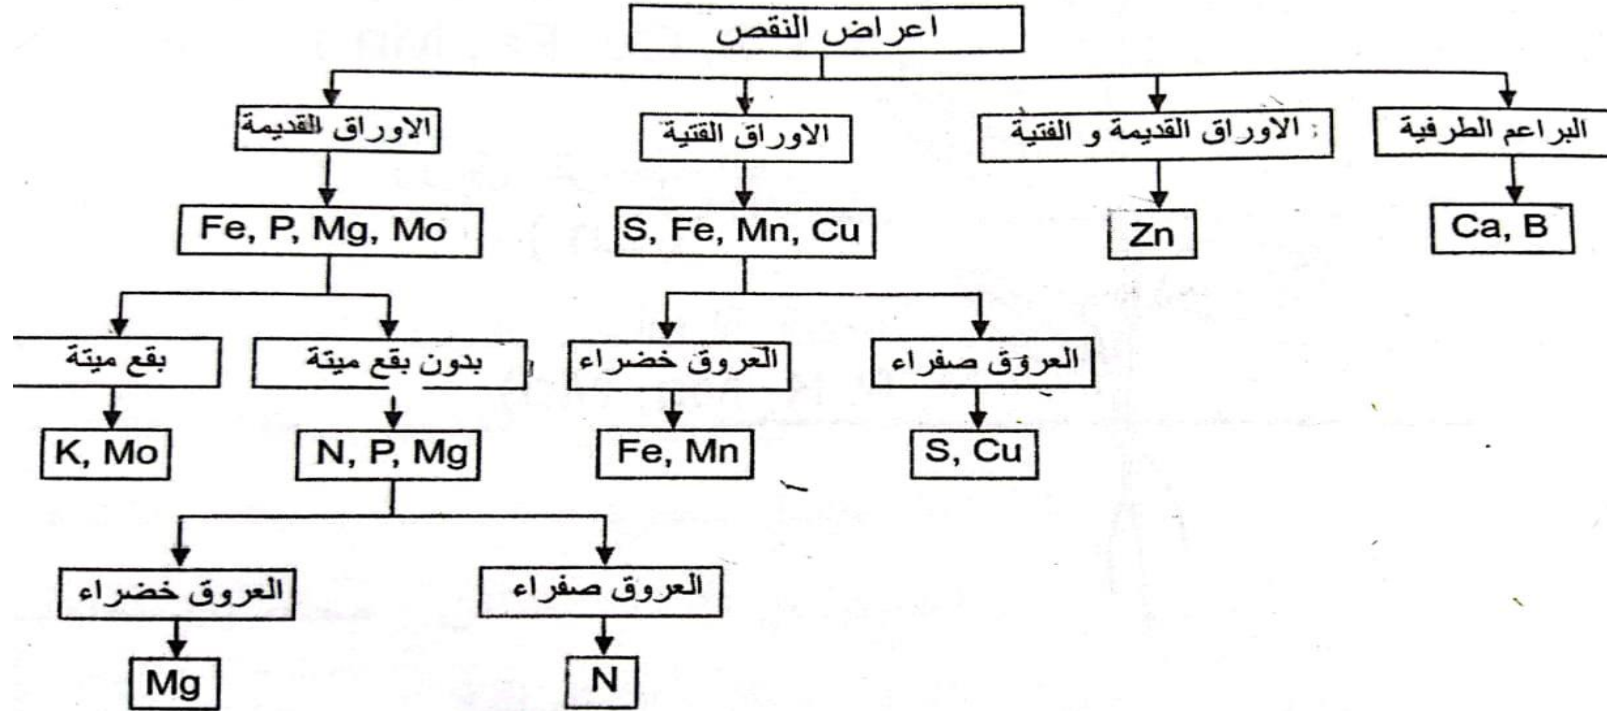 اعراض النقص
الاوراق القديمة
الاوراق الفتية
الاوراق القديمة و الفتية
البراعم الطرفية
Fe, P, Mg, Mo
S, Fe, Mn, Cu
Zn
Ca, B
بقع ميتة
بدون بقع ميتة
العروق خضراء
العروق صفراء
K, Mo
N, P, Mg
Fe, Mn
S, Cu
العروق خضراء
العروق صفراء
Mg
N